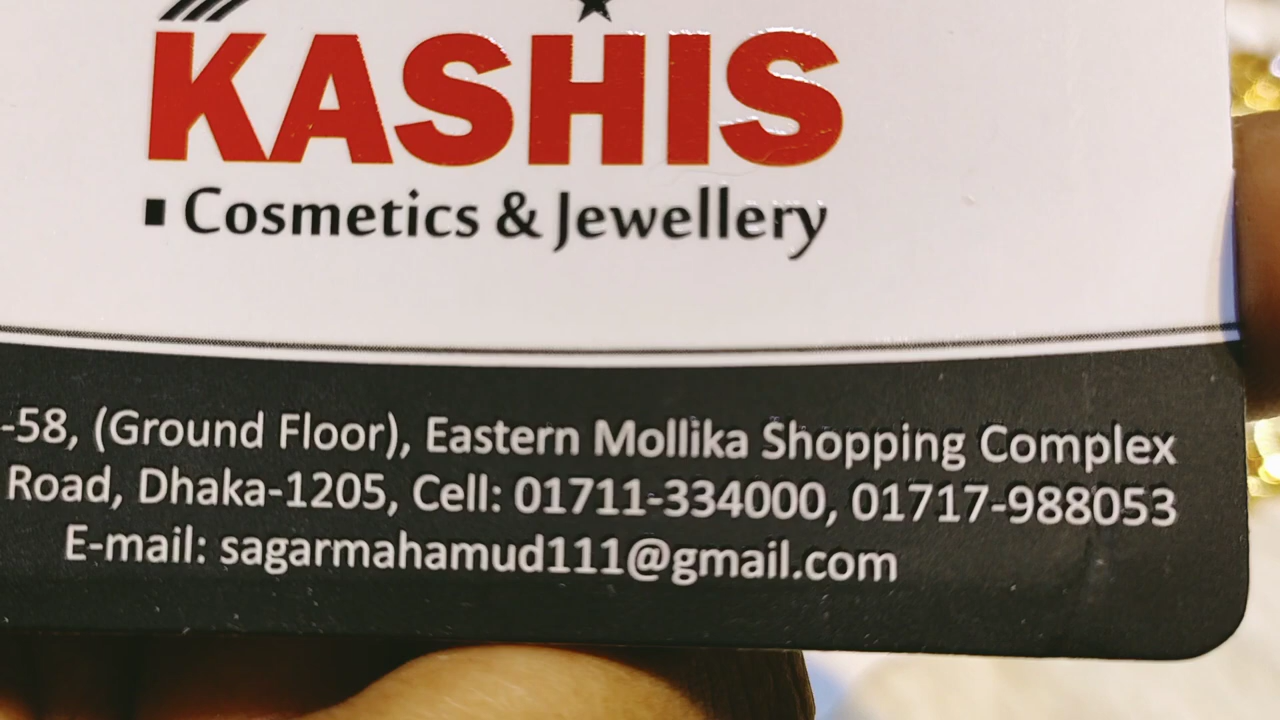 KASHIS
Cosmetics & Jewellery
-58, (Ground Floor), Eastern Mollika Shopping Complex
Road, Dhaka-1205, Cell: 01711-334000, 01717-988053
E-mail: sagarmahamud111@gmail.com